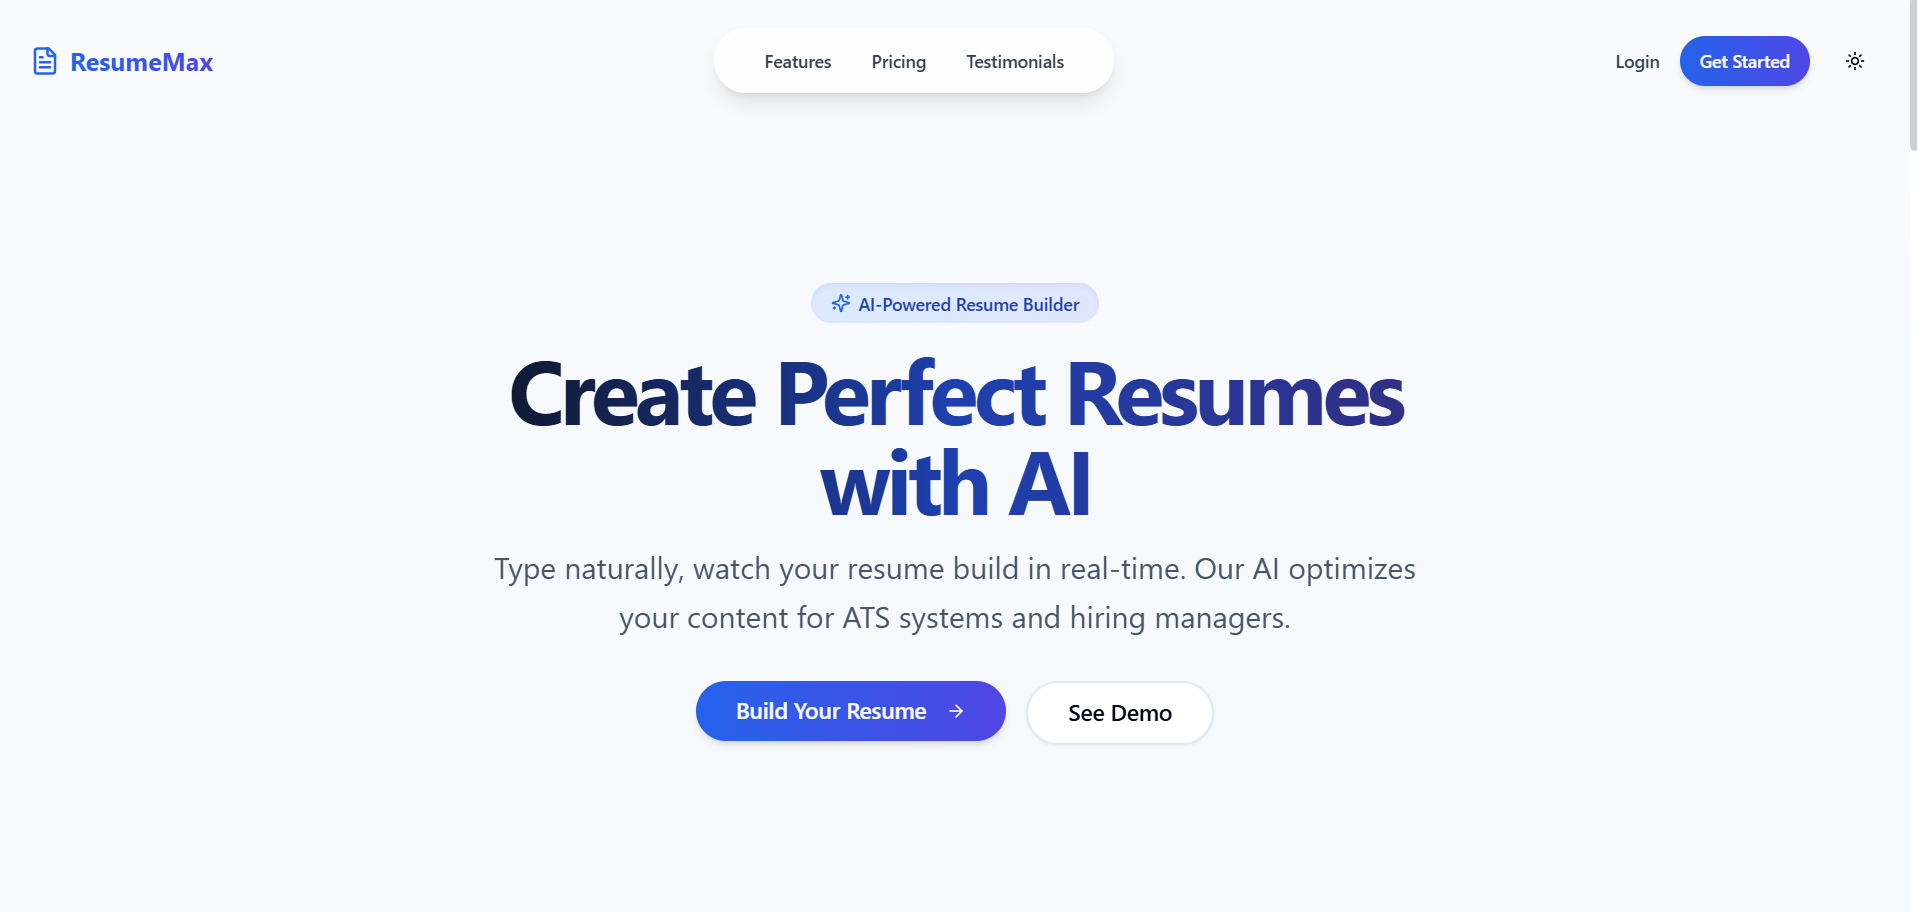 ResumeMax
Features
Pricing
Testimonials
Login
Get Started
AI-Powered Resume Builder
Create Perfect Resumes
with AI
Type naturally, watch your resume build in real-time. Our AI optimizes
your content for ATS systems and hiring managers.
Build Your Resume
See Demo